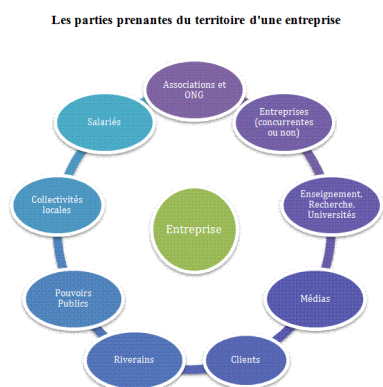 Les parties prenantes du territoire d'une entreprise
Associations et
ONG
Entreprises
(concurrentes
ou non)
Enseignement,
Recherche,
Universités
Médias
Clients
Riverains
Pouvoirs
Publics
Collectivités
locales
Salariés
Entreprise